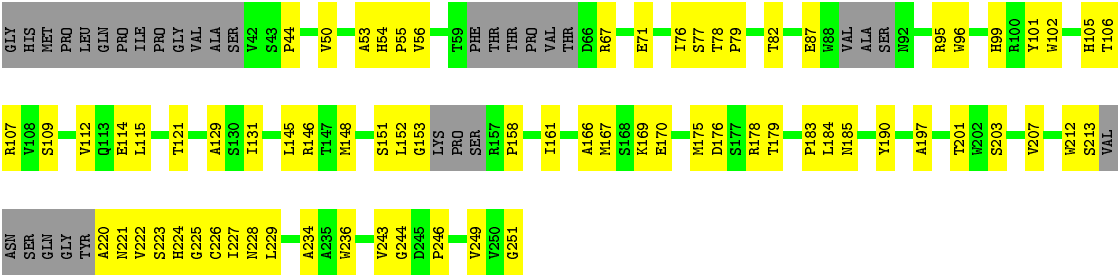 GLY HIS MET PRO LEU GLN PRO ILE PRO GLY VAL ALA SER V42 S43 P44 V50 A53 H54 P55 V56 T59 PHE THR THR PRO VAL THR D66 R67 E71 I76 S77 T78 P79 T82 E87 W88 VAL ALA SER N92 R95 W96 H99 R100 Y101 W102 H105 T106
R107 V108 S109 V112 Q113 E114 L115 T121 A129 S130 I131 L145 R146 T147 M148 S151 L152 G153 LYS PRO SER R157 P158 I161 A166 M167 S168 K169 E170 M175 D176 S177 R178 T179 P183 L184 N185 Y190 A197 T201 W202 S203 V207 W212 S213 VAL
ASN SER GLN GLY TYR A220 N221 V222 S223 H224 G225 C226 I227 N228 L229 A234 A235 W236 V243 G244 D245 P246 V249 V250 G251